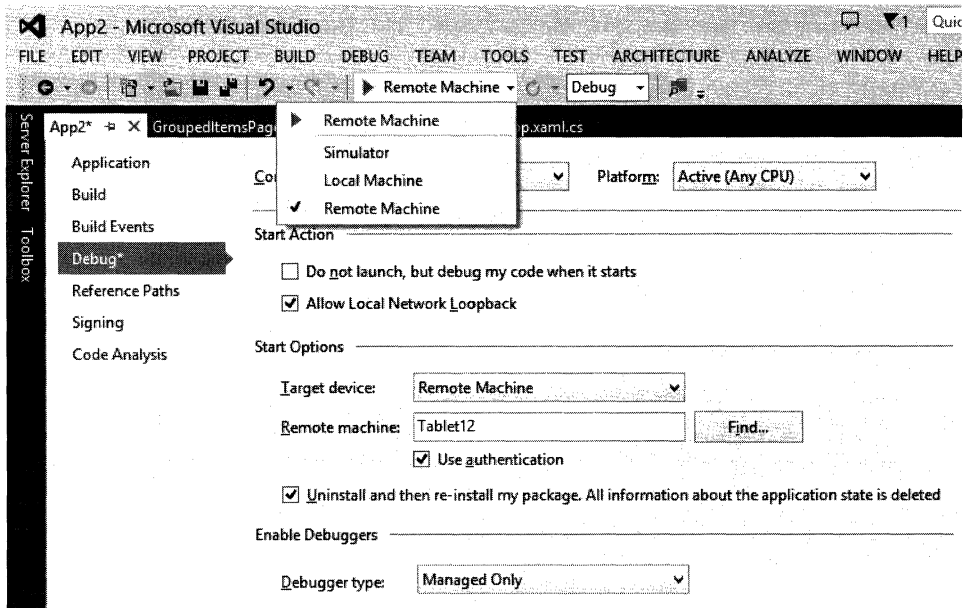 App2 - Microsoft Visual Studio
1
FILE EDIT VIEW PROJECT BUILD DEBUG TEAM TOOLS TEST ARCHITECTURE ANALYZE WINDOW HELP
Remote Machine Debug
Remote Machine
Simulator
Local Machine
Remote Machine
Server Explorer Toolbox
App2* GroupedItemsPag p.xaml.cs
Application
Build
Build Events
Debug*
Reference Paths
Signing
Code Analysis
Platform: Active (Any CPU)
Start Action
Do not launch, but debug my code when it starts
Allow Local Network Loopback
Start Options
Target device: Remote Machine
Remote machine: Tablet12 Find...
Use authentication
Uninstall and then re-install my package. All information about the application state is deleted
Enable Debuggers
Debugger type: Managed Only